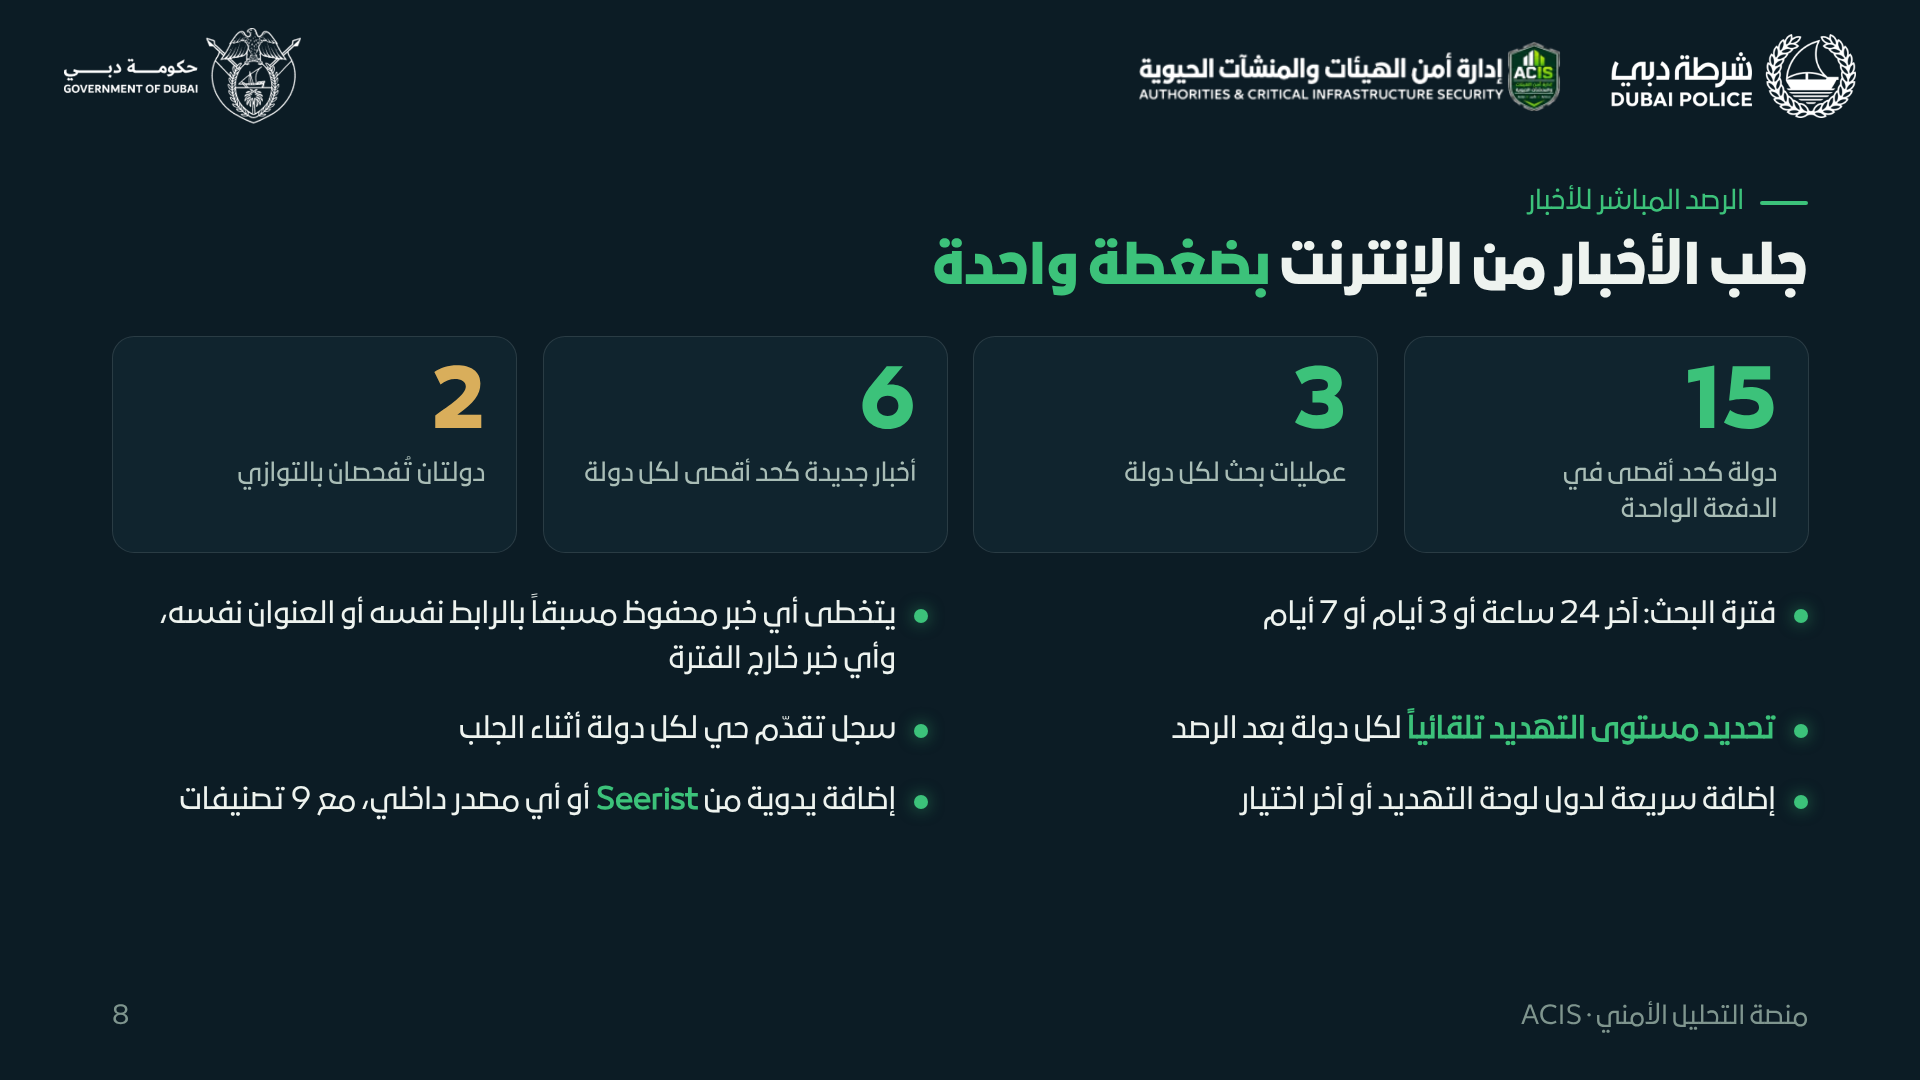 شرطة دبي
DUBAI POLICE
ACIS
إدارة أمن الهيئات والمنشآت الحيوية
AUTHORITIES & CRITICAL INFRASTRUCTURE SECURITY
حكومة دبي
GOVERNMENT OF DUBAI
الرصد المباشر للأخبار
جلب الأخبار من الإنترنت بضغطة واحدة
15
دولة كحد أقصى في
الدفعة الواحدة
3
عمليات بحث لكل دولة
6
أخبار جديدة كحد أقصى لكل دولة
2
دولتان تُفحصان بالتوازي
فترة البحث: آخر 24 ساعة أو 3 أيام أو 7 أيام
يتخطى أي خبر محفوظ مسبقاً بالرابط نفسه أو العنوان نفسه،
وأي خبر خارج الفترة
تحديد مستوى التهديد تلقائياً لكل دولة بعد الرصد
سجل تقدّم حي لكل دولة أثناء الجلب
إضافة سريعة لدول لوحة التهديد أو آخر اختيار
إضافة يدوية من Seerist أو أي مصدر داخلي، مع 9 تصنيفات
منصة التحليل الأمني · ACIS
8